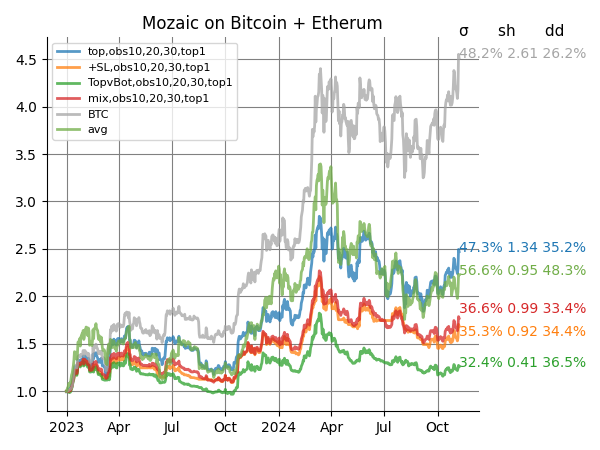 Mozaic on Bitcoin + Etherum
σ sh dd
top,obs10,20,30,top1
+SL,obs10,20,30,top1
TopvBot,obs10,20,30,top1
mix,obs10,20,30,top1
BTC
avg
48.2% 2.61 26.2%
47.3% 1.34 35.2%
56.6% 0.95 48.3%
36.6% 0.99 33.4%
35.3% 0.92 34.4%
32.4% 0.41 36.5%
4.5
4.0
3.5
3.0
2.5
2.0
1.5
1.0
2023 Apr Jul Oct 2024 Apr Jul Oct